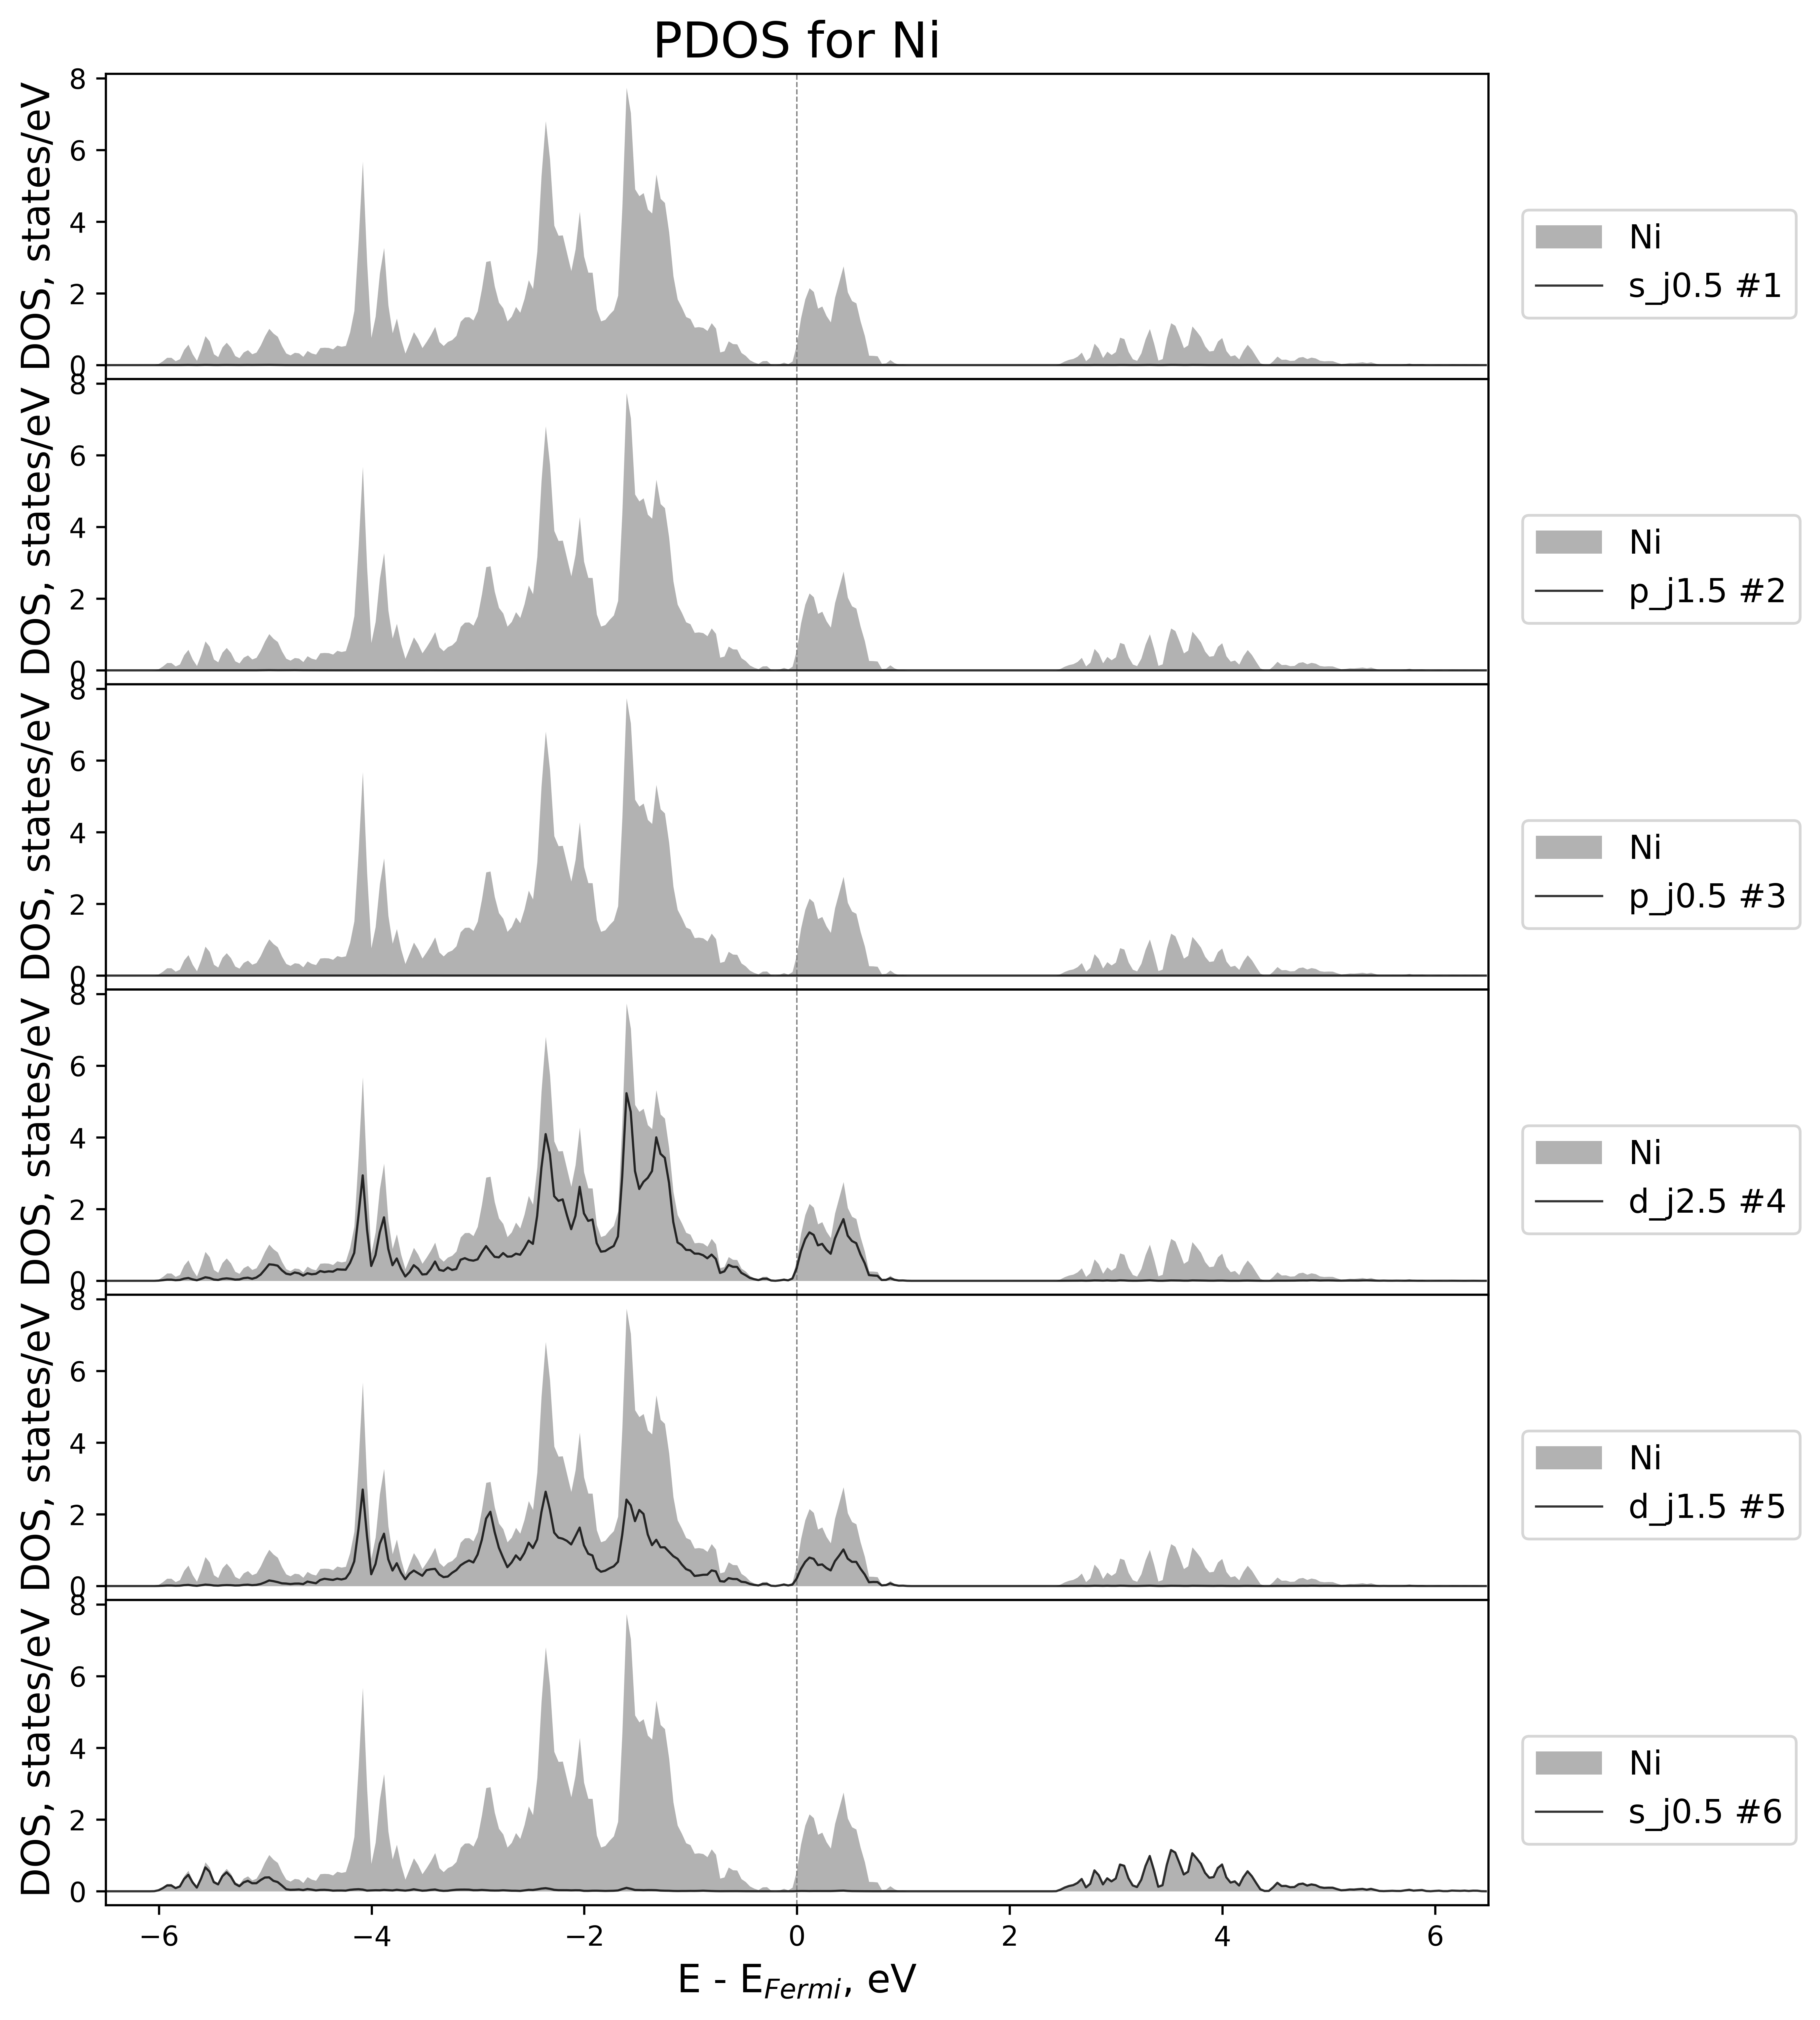 PDOS for Ni
DOS, states/eV
8
6
4
2
0
Ni
s_j0.5 #1
DOS, states/eV
8
6
4
2
0
Ni
p_j1.5 #2
DOS, states/eV
8
6
4
2
0
Ni
p_j0.5 #3
DOS, states/eV
8
6
4
2
0
Ni
d_j2.5 #4
DOS, states/eV
8
6
4
2
0
Ni
d_j1.5 #5
DOS, states/eV
8
6
4
2
0
Ni
s_j0.5 #6
−6 −4 −2 0 2 4 6
E - E_Fermi, eV